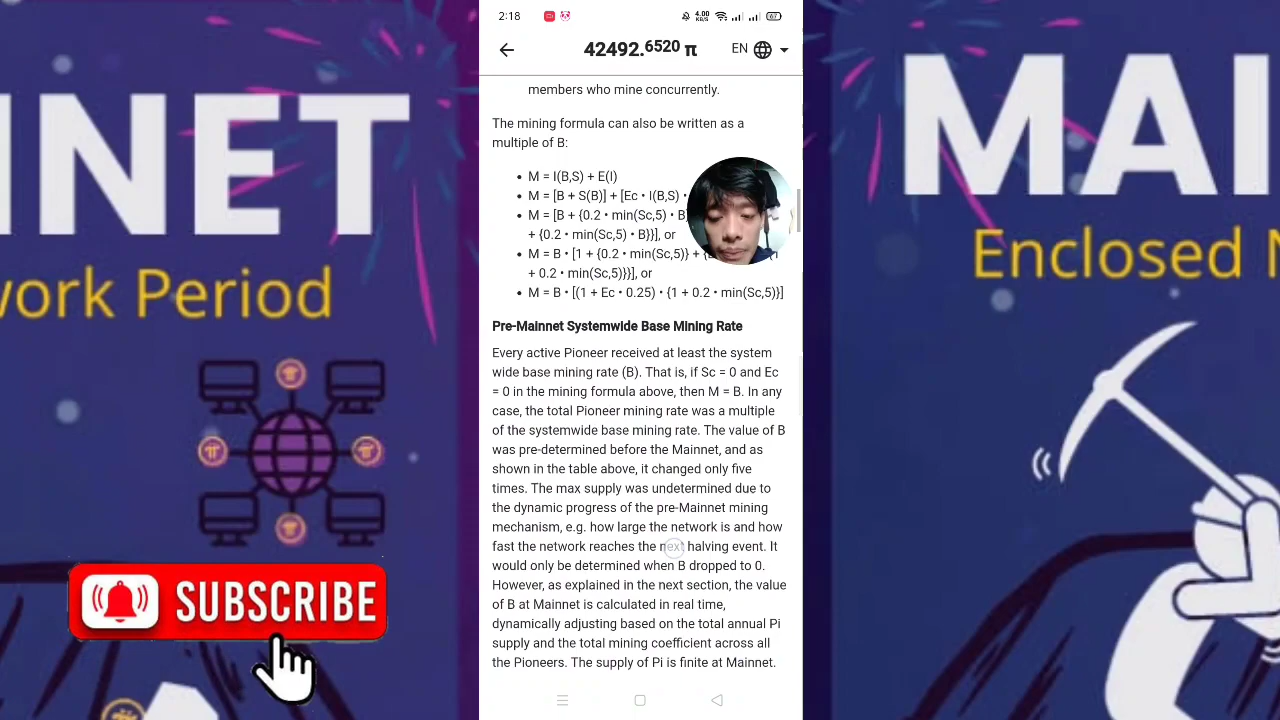 NNET
work Period
SUBSCRIBE
2:18
4.00
KB/S
67
42492.6520 π
EN
members who mine concurrently.
The mining formula can also be written as a
multiple of B:
• M = I(B,S) + E(I)
• M = [B + S(B)] + [Ec • I(B,S) •
• M = [B + {0.2 • min(Sc,5) • B
+ {0.2 • min(Sc,5) • B}}], or
• M = B • [1 + {0.2 • min(Sc,5)} + {
+ 0.2 • min(Sc,5)}}], or
• M = B • [(1 + Ec • 0.25) • {1 + 0.2 • min(Sc,5)}]
Pre-Mainnet Systemwide Base Mining Rate
Every active Pioneer received at least the system
wide base mining rate (B). That is, if Sc = 0 and Ec
= 0 in the mining formula above, then M = B. In any
case, the total Pioneer mining rate was a multiple
of the systemwide base mining rate. The value of B
was pre-determined before the Mainnet, and as
shown in the table above, it changed only five
times. The max supply was undetermined due to
the dynamic progress of the pre-Mainnet mining
mechanism, e.g. how large the network is and how
fast the network reaches the next halving event. It
would only be determined when B dropped to 0.
However, as explained in the next section, the value
of B at Mainnet is calculated in real time,
dynamically adjusting based on the total annual Pi
supply and the total mining coefficient across all
the Pioneers. The supply of Pi is finite at Mainnet.
MAI
Enclosed N